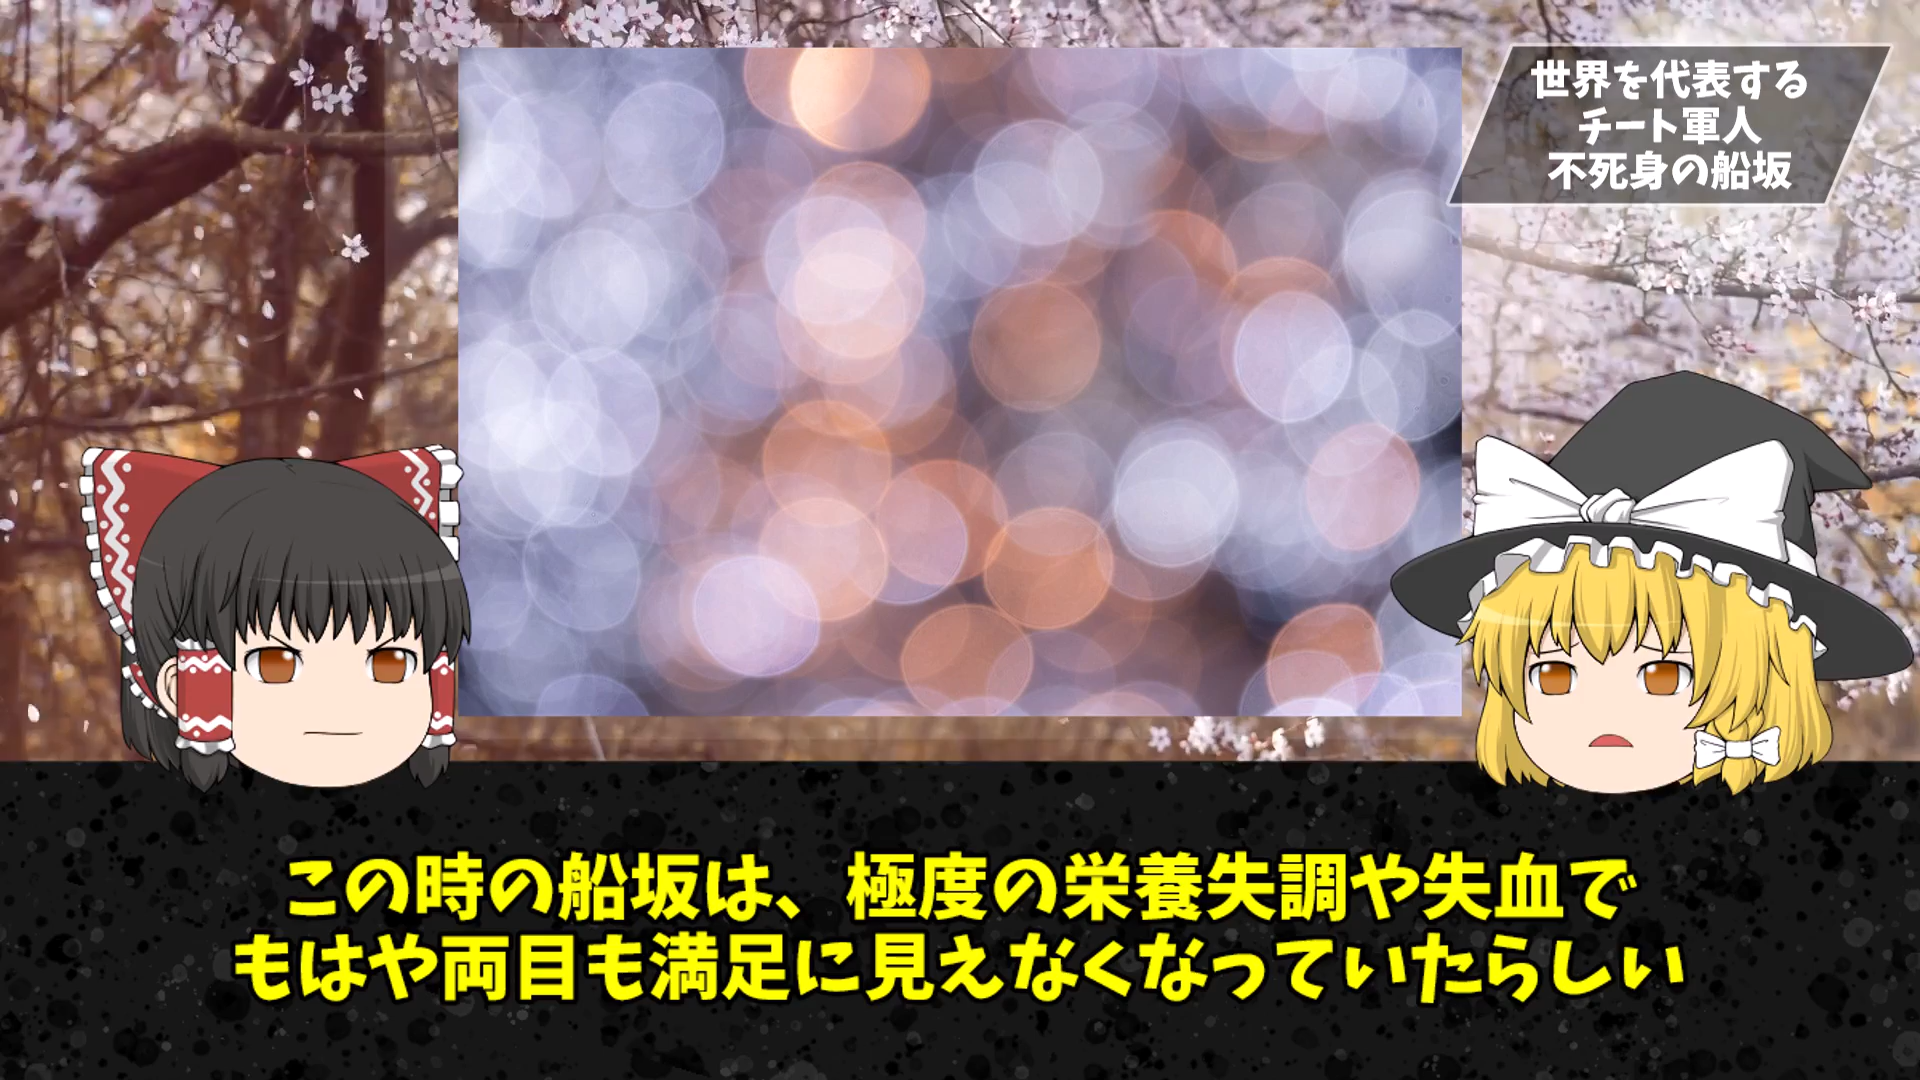 世界を代表する
チート軍人
不死身の船坂
この時の船坂は、極度の栄養失調や失血で
もはや両目も満足に見えなくなっていたらしい